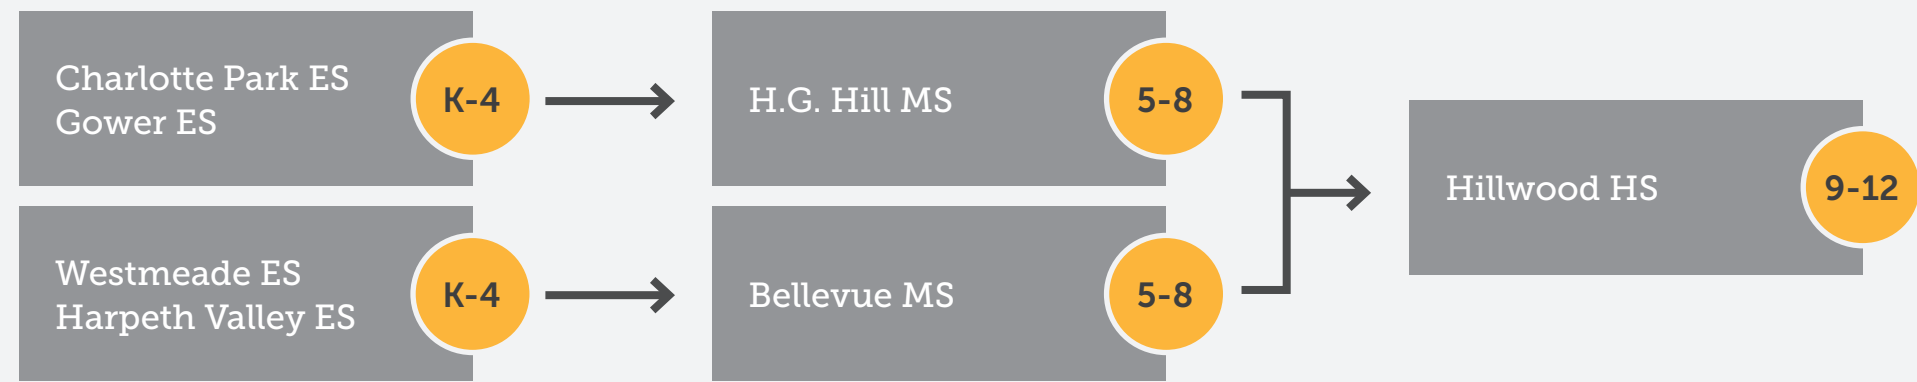 Charlotte Park ES
Gower ES
K-4
H.G. Hill MS
5-8
Westmeade ES
Harpeth Valley ES
K-4
Bellevue MS
5-8
Hillwood HS
9-12